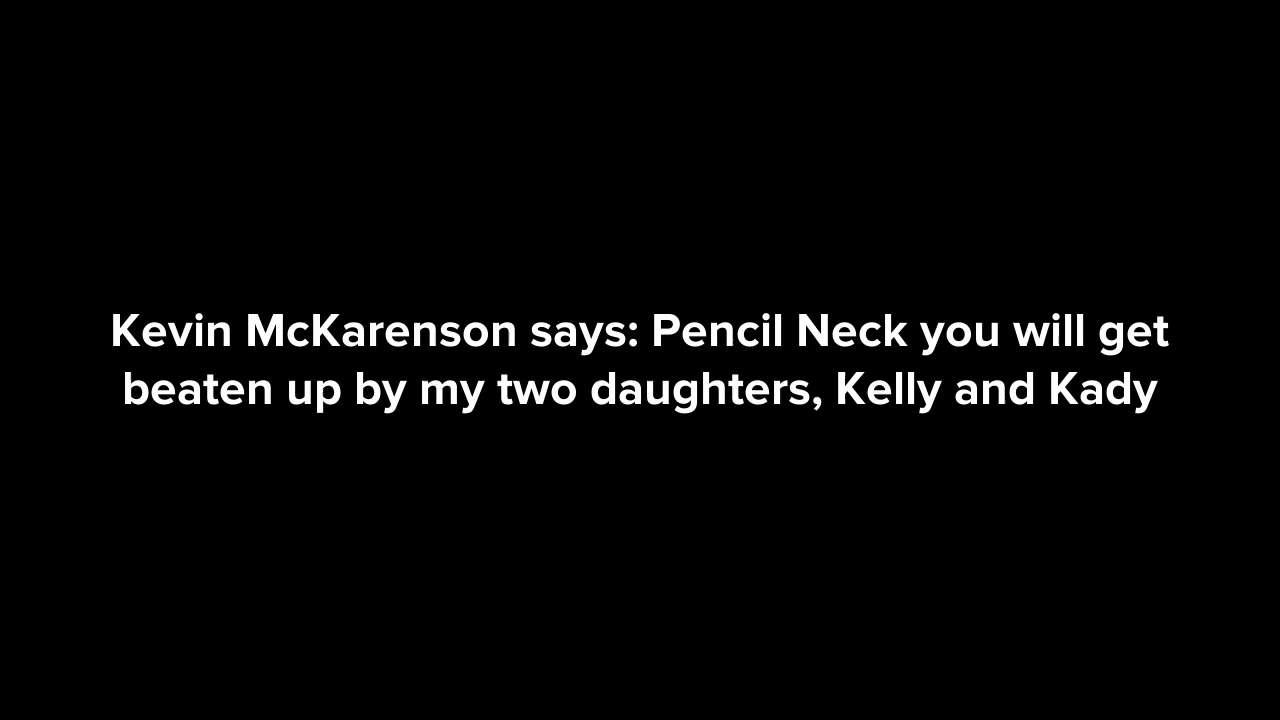 Kevin McKarenson says: Pencil Neck you will get
beaten up by my two daughters, Kelly and Kady